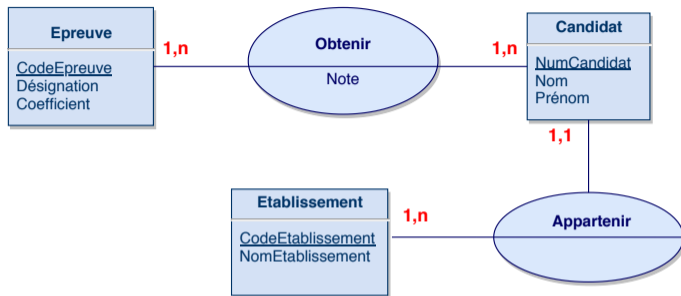 Epreuve
CodeEpreuve
Désignation
Coefficient
1,n
Obtenir
Note
1,n
Candidat
NumCandidat
Nom
Prénom
1,1
Etablissement
CodeEtablissement
NomEtablissement
1,n
Appartenir